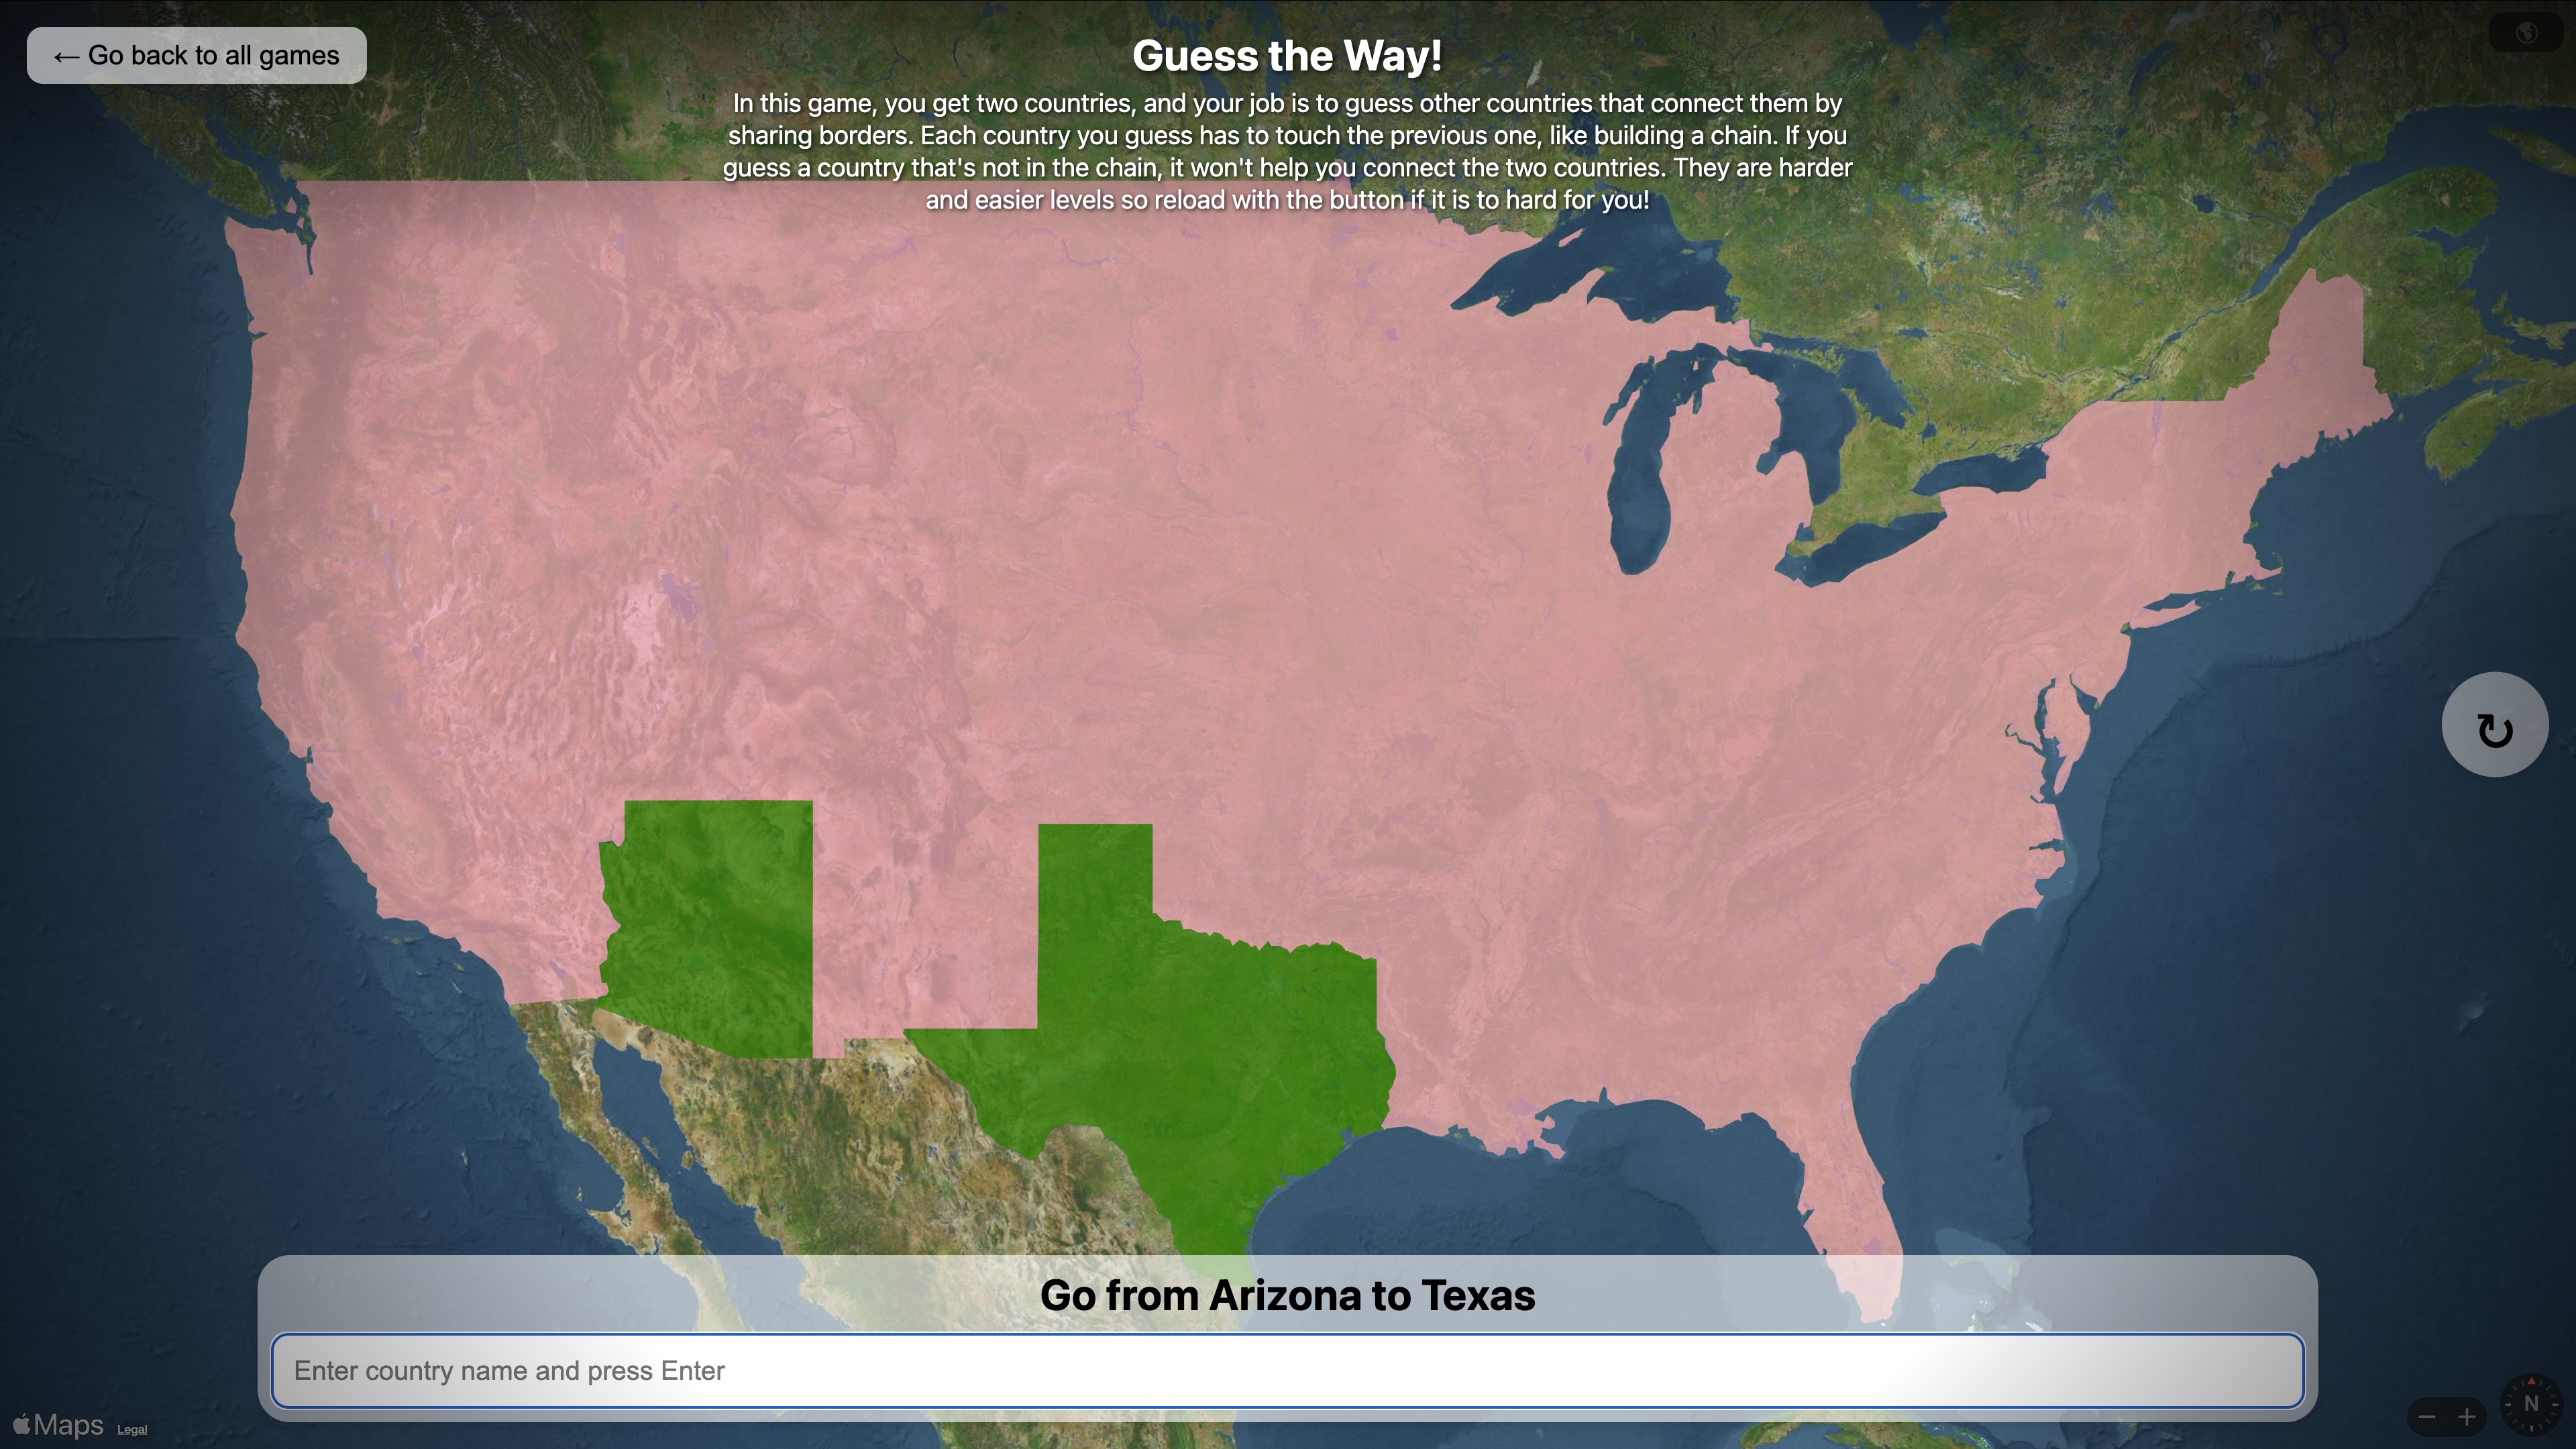 ← Go back to all games
Guess the Way!
In this game, you get two countries, and your job is to guess other countries that connect them by
sharing borders. Each country you guess has to touch the previous one, like building a chain. If you
guess a country that's not in the chain, it won't help you connect the two countries. They are harder
and easier levels so reload with the button if it is to hard for you!
Go from Arizona to Texas
Enter country name and press Enter
Maps Legal
N